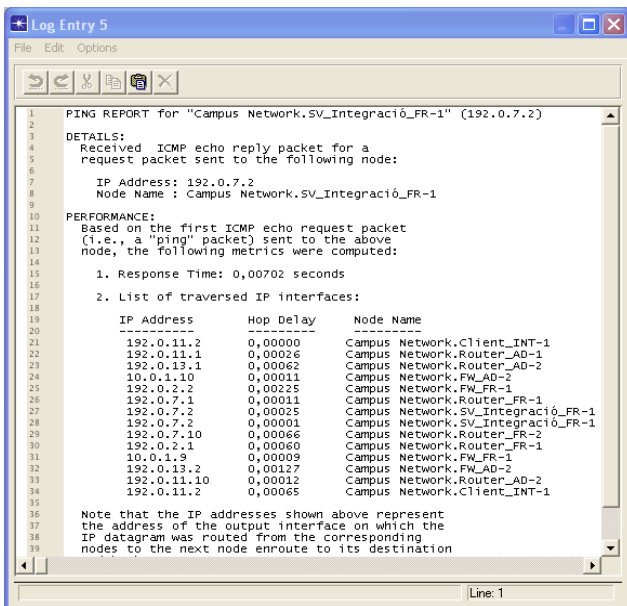 Log Entry 5
File Edit Options
1 PING REPORT for "Campus Network.SV_Integració_FR-1" (192.0.7.2)
2
3 DETAILS:
4 Received ICMP echo reply packet for a
5 request packet sent to the following node:
6
7 IP Address: 192.0.7.2
8 Node Name : Campus Network.SV_Integració_FR-1
9
10 PERFORMANCE:
11 Based on the first ICMP echo request packet
12 (i.e., a "ping" packet) sent to the above
13 node, the following metrics were computed:
14
15 1. Response Time: 0,00702 seconds
16
17 2. List of traversed IP interfaces:
18
19 IP Address Hop Delay Node Name
20 ---------- --------- ---------
21 192.0.11.2 0,00000 Campus Network.Client_INT-1
22 192.0.11.1 0,00026 Campus Network.Router_AD-1
23 192.0.13.1 0,00062 Campus Network.Router_AD-2
24 10.0.1.10 0,00011 Campus Network.FW_AD-2
25 192.0.2.2 0,00225 Campus Network.FW_FR-1
26 192.0.7.1 0,00011 Campus Network.Router_FR-1
27 192.0.7.2 0,00025 Campus Network.SV_Integració_FR-1
28 192.0.7.2 0,00001 Campus Network.SV_Integració_FR-1
29 192.0.7.10 0,00066 Campus Network.Router_FR-2
30 192.0.2.1 0,00060 Campus Network.Router_FR-1
31 10.0.1.9 0,00009 Campus Network.FW_FR-1
32 192.0.13.2 0,00127 Campus Network.FW_AD-2
33 192.0.11.10 0,00012 Campus Network.Router_AD-2
34 192.0.11.2 0,00065 Campus Network.Client_INT-1
35
36 Note that the IP addresses shown above represent
37 the address of the output interface on which the
38 IP datagram was routed from the corresponding
39 nodes to the next node enroute to its destination
Line: 1